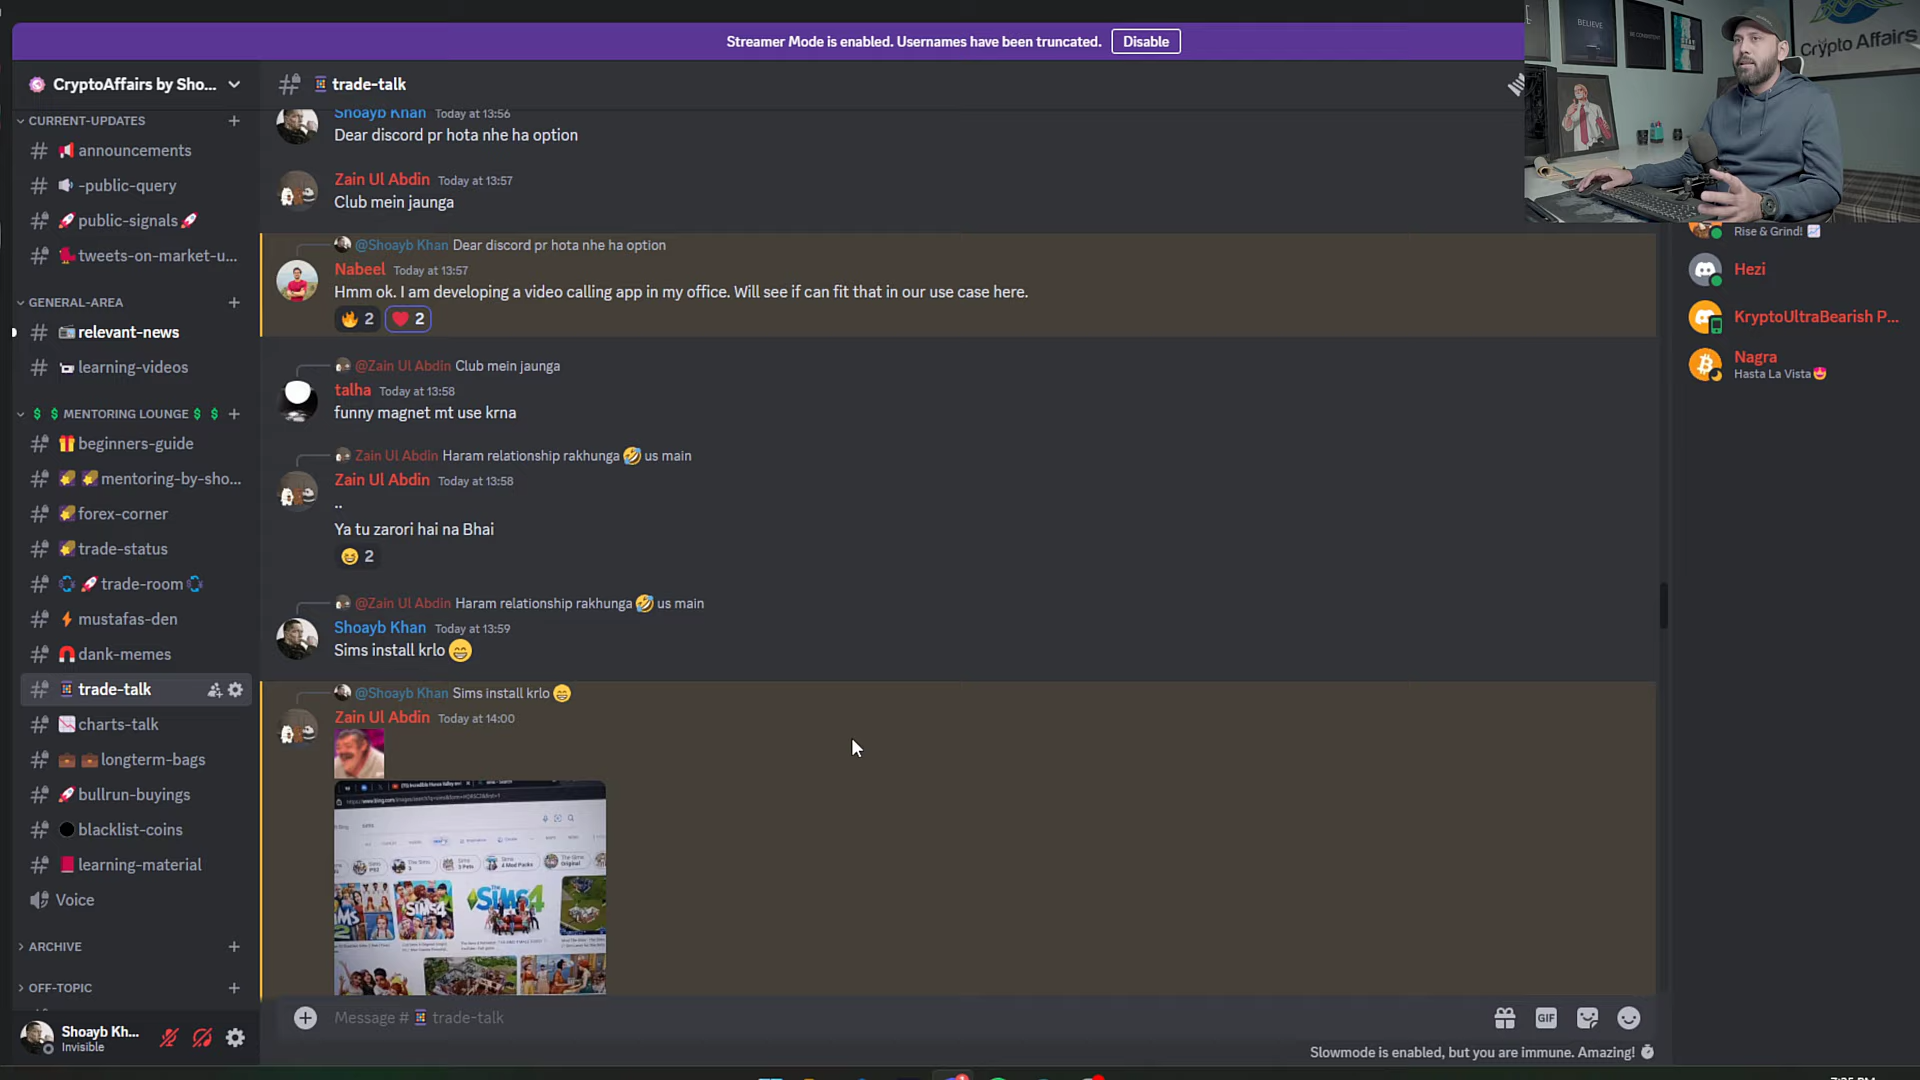 Streamer Mode is enabled. Usernames have been truncated. Disable
BELIEVE
Crypto Affairs
CryptoAffairs by Sho...
CURRENT-UPDATES
announcements
-public-query
public-signals
tweets-on-market-u...
GENERAL-AREA
relevant-news
learning-videos
MENTORING LOUNGE
beginners-guide
mentoring-by-sho...
forex-corner
trade-status
trade-room
mustafas-den
dank-memes
trade-talk
charts-talk
longterm-bags
bullrun-buyings
blacklist-coins
learning-material
Voice
ARCHIVE
OFF-TOPIC
Shoayb Kh...
Invisible
trade-talk
Shoayb Khan Today at 13:56
Dear discord pr hota nhe ha option
Zain Ul Abdin Today at 13:57
Club mein jaunga
@Shoayb Khan Dear discord pr hota nhe ha option
Nabeel Today at 13:57
Hmm ok. I am developing a video calling app in my office. Will see if can fit that in our use case here.
2 2
@Zain Ul Abdin Club mein jaunga
talha Today at 13:58
funny magnet mt use krna
Zain Ul Abdin Haram relationship rakhunga 🤣 us main
Zain Ul Abdin Today at 13:58
..
Ya tu zarori hai na Bhai
2
@Zain Ul Abdin Haram relationship rakhunga 🤣 us main
Shoayb Khan Today at 13:59
Sims install krlo 😁
@Shoayb Khan Sims install krlo 😁
Zain Ul Abdin Today at 14:00
SIMS4
Message # trade-talk
GIF
Slowmode is enabled, but you are immune. Amazing!
Rise & Grind!
Hezi
KryptoUltraBearish P...
Nagra
Hasta La Vista😍